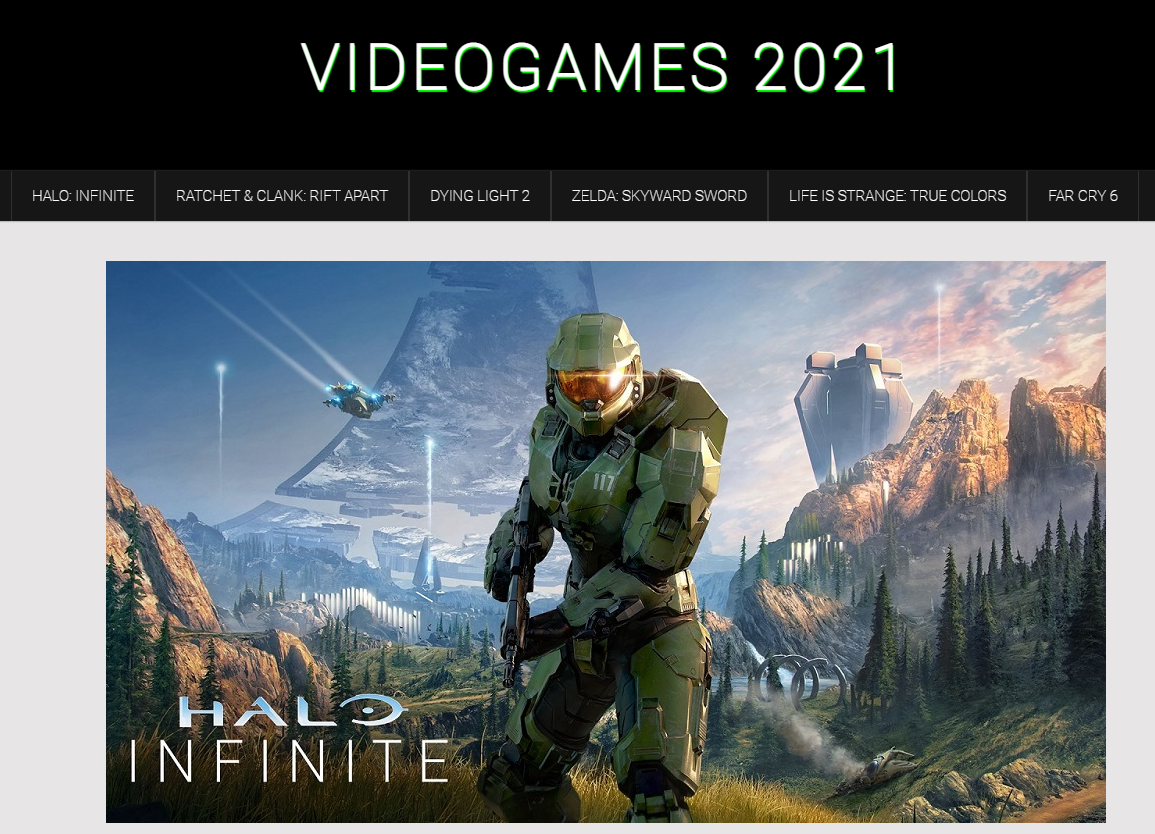 VIDEOGAMES 2021
HALO: INFINITE
RATCHET & CLANK: RIFT APART
DYING LIGHT 2
ZELDA: SKYWARD SWORD
LIFE IS STRANGE: TRUE COLORS
FAR CRY 6
117
HALO
INFINITE